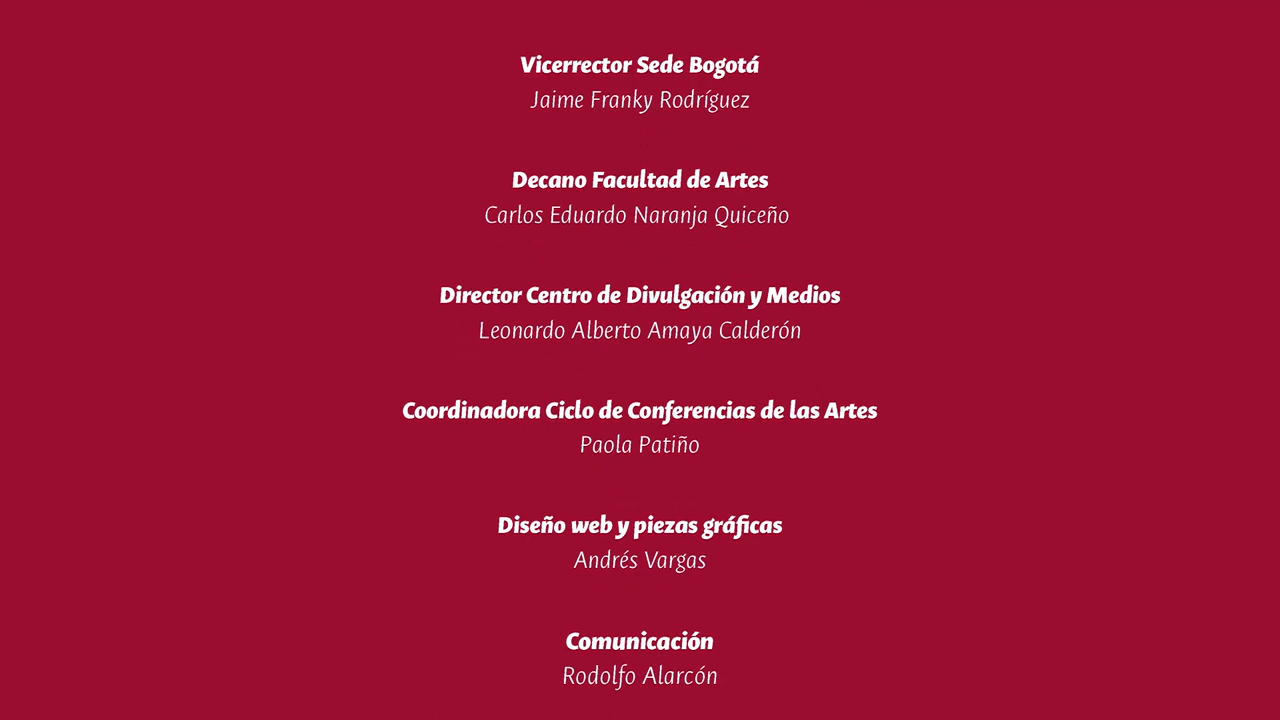 Vicerrector Sede Bogotá
Jaime Franky Rodríguez
Decano Facultad de Artes
Carlos Eduardo Naranja Quiceño
Director Centro de Divulgación y Medios
Leonardo Alberto Amaya Calderón
Coordinadora Ciclo de Conferencias de las Artes
Paola Patiño
Diseño web y piezas gráficas
Andrés Vargas
Comunicación
Rodolfo Alarcón